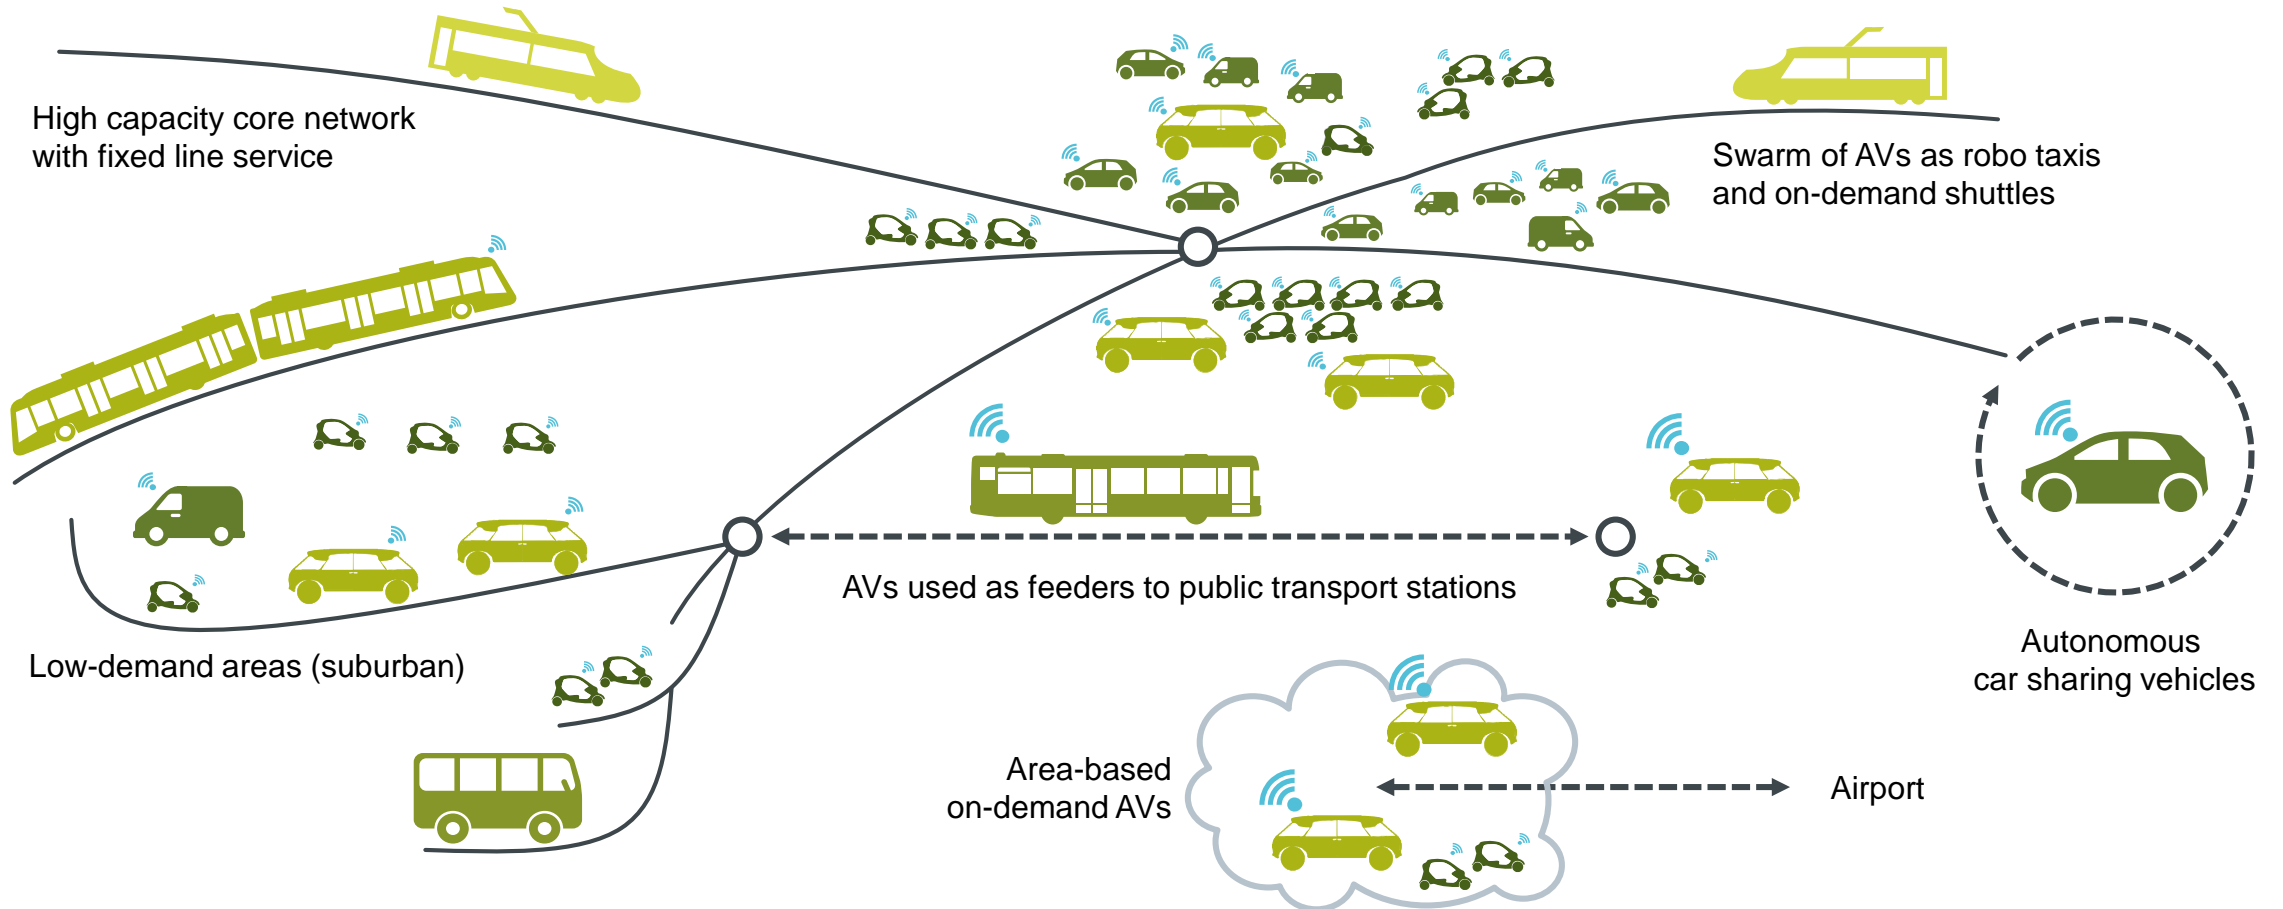 High capacity core network
with fixed line service
Swarm of AVs as robo taxis
and on-demand shuttles
AVs used as feeders to public transport stations
Low-demand areas (suburban)
Autonomous
car sharing vehicles
Area-based
on-demand AVs
Airport